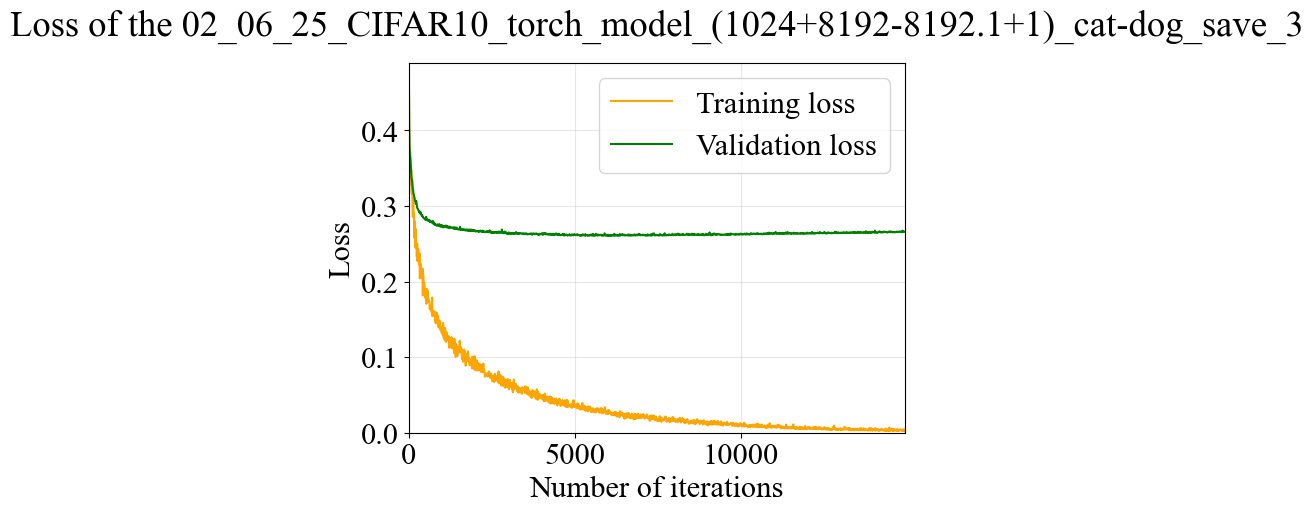 Loss of the 02_06_25_CIFAR10_torch_model_(1024+8192-8192.1+1)_cat-dog_save_3
Training loss
Validation loss
0.4
0.3
0.2
0.1
0.0
Loss
0
5000
10000
Number of iterations